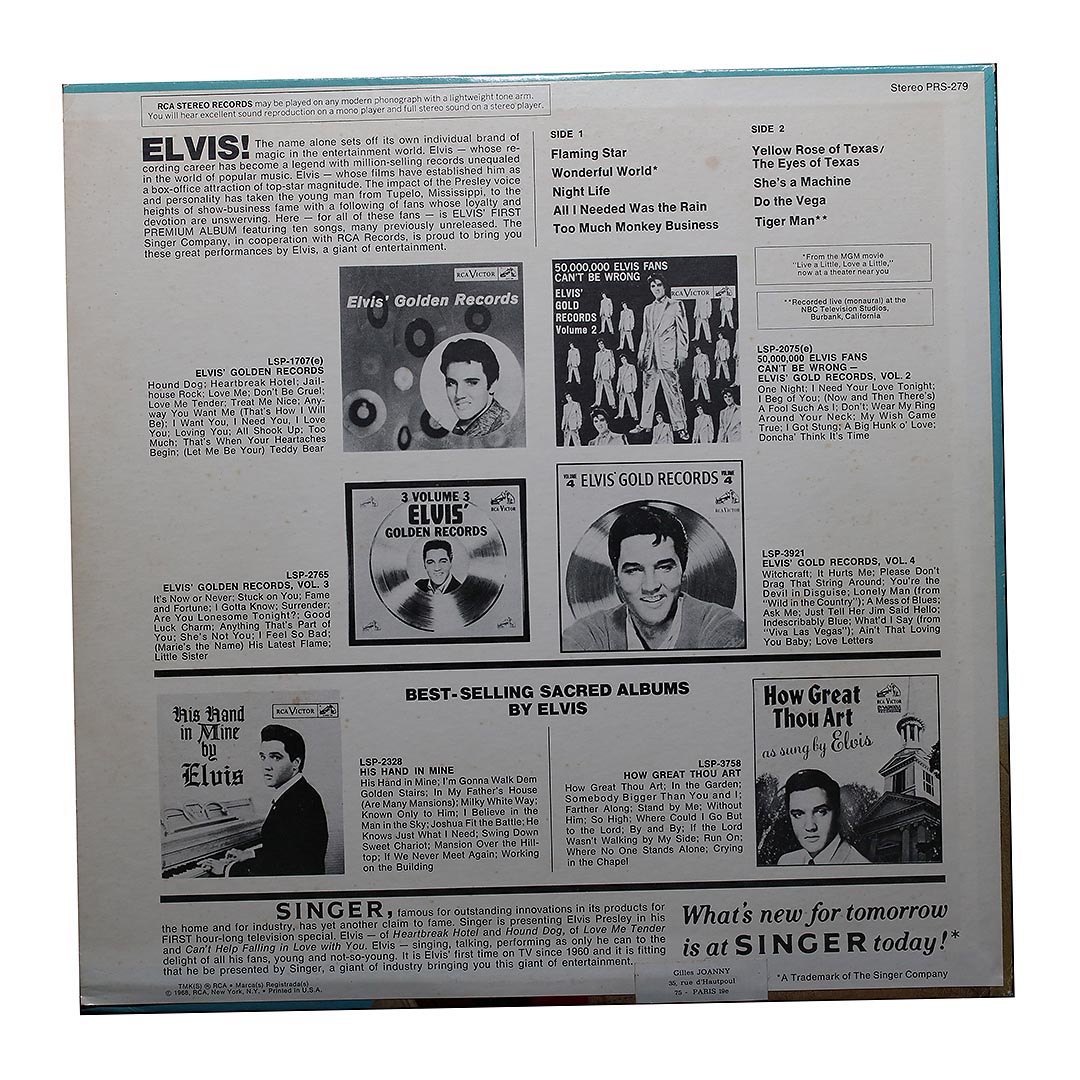 Stereo PRS-279
RCA STEREO RECORDS may be played on any modern phonograph with a lightweight tone arm.
You will hear excellent sound reproduction on a mono player and full stereo sound on a stereo player.
ELVIS! The name alone sets off its own individual brand of
magic in the entertainment world. Elvis — whose re-
cording career has become a legend with million-selling records unequaled
in the world of popular music. Elvis — whose films have established him as
a box-office attraction of top-star magnitude. The impact of the Presley voice
and personality has taken the young man from Tupelo, Mississippi, to the
heights of show-business fame with a following of fans whose loyalty and
devotion are unswerving. Here — for all of these fans — is ELVIS' FIRST
PREMIUM ALBUM featuring ten songs, many previously unreleased. The
Singer Company, in cooperation with RCA Records, is proud to bring you
these great performances by Elvis, a giant of entertainment.
SIDE 1
Flaming Star
Wonderful World*
Night Life
All I Needed Was the Rain
Too Much Monkey Business
SIDE 2
Yellow Rose of Texas/
The Eyes of Texas
She's a Machine
Do the Vega
Tiger Man**
*From the MGM movie
"Live a Little, Love a Little,"
now at a theater near you
**Recorded live (monaural) at the
NBC Television Studios,
Burbank, California
RCA VICTOR
Elvis' Golden Records
50,000,000 ELVIS FANS
CAN'T BE WRONG
ELVIS'
GOLD
RECORDS
Volume 2
RCA VICTOR
LSP-1707(e)
ELVIS' GOLDEN RECORDS
Hound Dog; Heartbreak Hotel; Jail-
house Rock; Love Me; Don't Be Cruel;
Love Me Tender; Treat Me Nice; Any-
way You Want Me (That's How I Will
Be); I Want You, I Need You, I Love
You; Loving You; All Shook Up; Too
Much; That's When Your Heartaches
Begin; (Let Me Be Your) Teddy Bear
LSP-2075(e)
50,000,000 ELVIS FANS
CAN'T BE WRONG —
ELVIS' GOLD RECORDS, VOL. 2
One Night; I Need Your Love Tonight;
I Beg of You; (Now and Then There's)
A Fool Such As I; Don't; Wear My Ring
Around Your Neck; My Wish Came
True; I Got Stung; A Big Hunk o' Love;
Doncha' Think It's Time
3 VOLUME 3
ELVIS'
GOLDEN RECORDS
RCA VICTOR
VOLUME 4 ELVIS' GOLD RECORDS VOLUME 4
RCA VICTOR
LSP-2765
ELVIS' GOLDEN RECORDS, VOL. 3
It's Now or Never; Stuck on You; Fame
and Fortune; I Gotta Know; Surrender;
Are You Lonesome Tonight?; Good
Luck Charm; Anything That's Part of
You; She's Not You; I Feel So Bad;
(Marie's the Name) His Latest Flame;
Little Sister
LSP-3921
ELVIS' GOLD RECORDS, VOL. 4
Witchcraft; It Hurts Me; Please Don't
Drag That String Around; You're the
Devil in Disguise; Lonely Man (from
"Wild in the Country"); A Mess of Blues;
Ask Me; Just Tell Her Jim Said Hello;
Indescribably Blue; What'd I Say (from
"Viva Las Vegas"); Ain't That Loving
You Baby; Love Letters
BEST-SELLING SACRED ALBUMS
BY ELVIS
His Hand
in Mine
by
Elvis
RCA VICTOR
LSP-2328
HIS HAND IN MINE
His Hand in Mine; I'm Gonna Walk Dem
Golden Stairs; In My Father's House
(Are Many Mansions); Milky White Way;
Known Only to Him; I Believe in the
Man in the Sky; Joshua Fit the Battle; He
Knows Just What I Need; Swing Down
Sweet Chariot; Mansion Over the Hill-
top; If We Never Meet Again; Working
on the Building
LSP-3758
HOW GREAT THOU ART
How Great Thou Art; In the Garden;
Somebody Bigger Than You and I;
Farther Along; Stand by Me; Without
Him; So High; Where Could I Go But
to the Lord; By and By; If the Lord
Wasn't Walking by My Side; Run On;
Where No One Stands Alone; Crying
in the Chapel
How Great
Thou Art
as sung by Elvis
RCA VICTOR
SINGER, famous for outstanding innovations in its products for
the home and for industry, has yet another claim to fame. Singer is presenting Elvis Presley in his
FIRST hour-long television special. Elvis — of Heartbreak Hotel and Hound Dog, of Love Me Tender
and Can't Help Falling in Love with You. Elvis — singing, talking, performing as only he can to the
delight of all his fans, young and not-so-young. It is Elvis' first time on TV since 1960 and it is fitting
that he be presented by Singer, a giant of industry bringing you this giant of entertainment.
What's new for tomorrow
is at SINGER today!*
*A Trademark of The Singer Company
TMK(S) ® RCA • Marca(s) Registrada(s)
© 1968, RCA, New York, N.Y. • Printed in U.S.A.
Gilles JOANNY
35, rue d'Hautpoul
75 - PARIS 19e